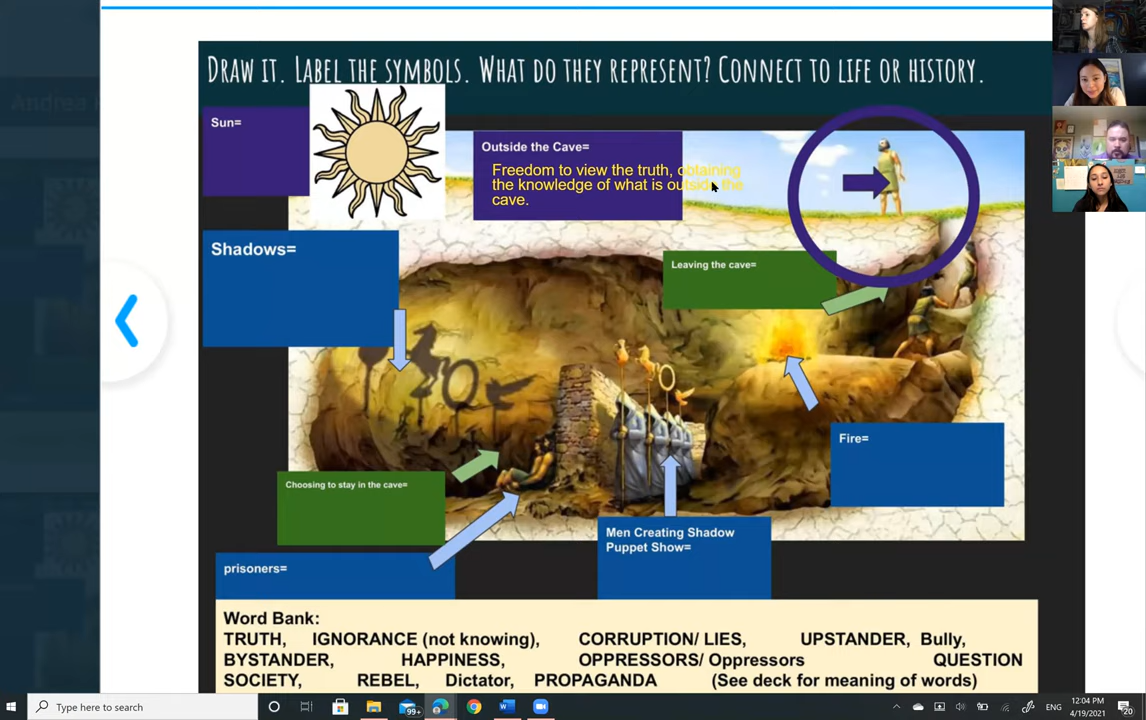 DRAW IT. LABEL THE SYMBOLS. WHAT DO THEY REPRESENT? CONNECT TO LIFE OR HISTORY.
Sun=
Outside the Cave=
Freedom to view the truth, obtaining
the knowledge of what is outside the
cave.
Shadows=
Leaving the cave=
Fire=
Choosing to stay in the cave=
Men Creating Shadow
Puppet Show=
prisoners=
Word Bank:
TRUTH, IGNORANCE (not knowing), CORRUPTION/ LIES, UPSTANDER, Bully,
BYSTANDER, HAPPINESS, OPPRESSORS/ Oppressors QUESTION
SOCIETY, REBEL, Dictator, PROPAGANDA (See deck for meaning of words)
Type here to search
99+
ENG
12:04 PM
4/19/2021
20